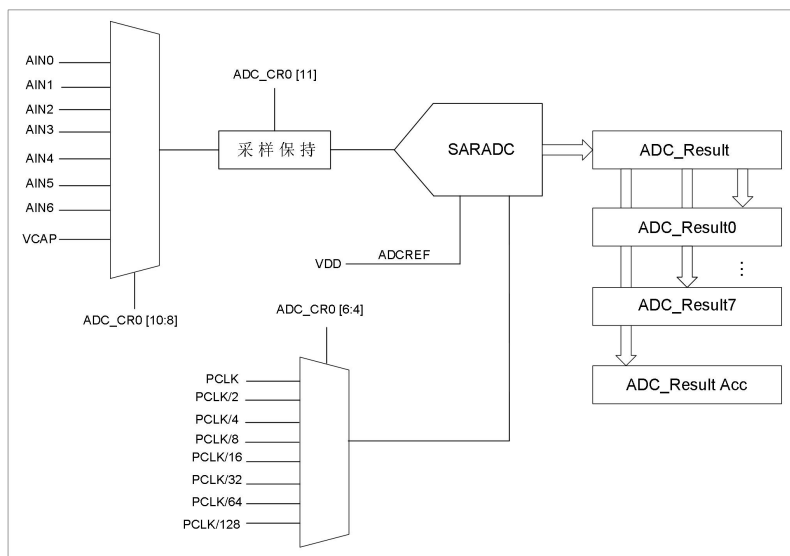 AIN0
AIN1
AIN2
AIN3
AIN4
AIN5
AIN6
VCAP
ADC_CR0 [10:8]
ADC_CR0 [11]
采样保持
SARADC
VDD
ADCREF
ADC_CR0 [6:4]
PCLK
PCLK/2
PCLK/4
PCLK/8
PCLK/16
PCLK/32
PCLK/64
PCLK/128
ADC_Result
ADC_Result0
⋮
ADC_Result7
ADC_Result Acc